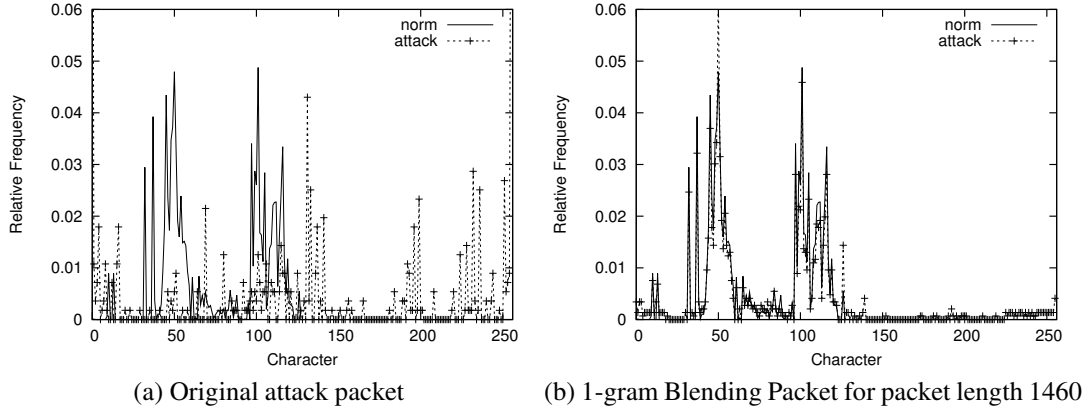 0.06
0.05
0.04
0.03
0.02
0.01
0
Relative Frequency
norm
attack
0 50 100 150 200 250
Character
(a) Original attack packet
0.06
0.05
0.04
0.03
0.02
0.01
0
Relative Frequency
norm
attack
0 50 100 150 200 250
Character
(b) 1-gram Blending Packet for packet length 1460